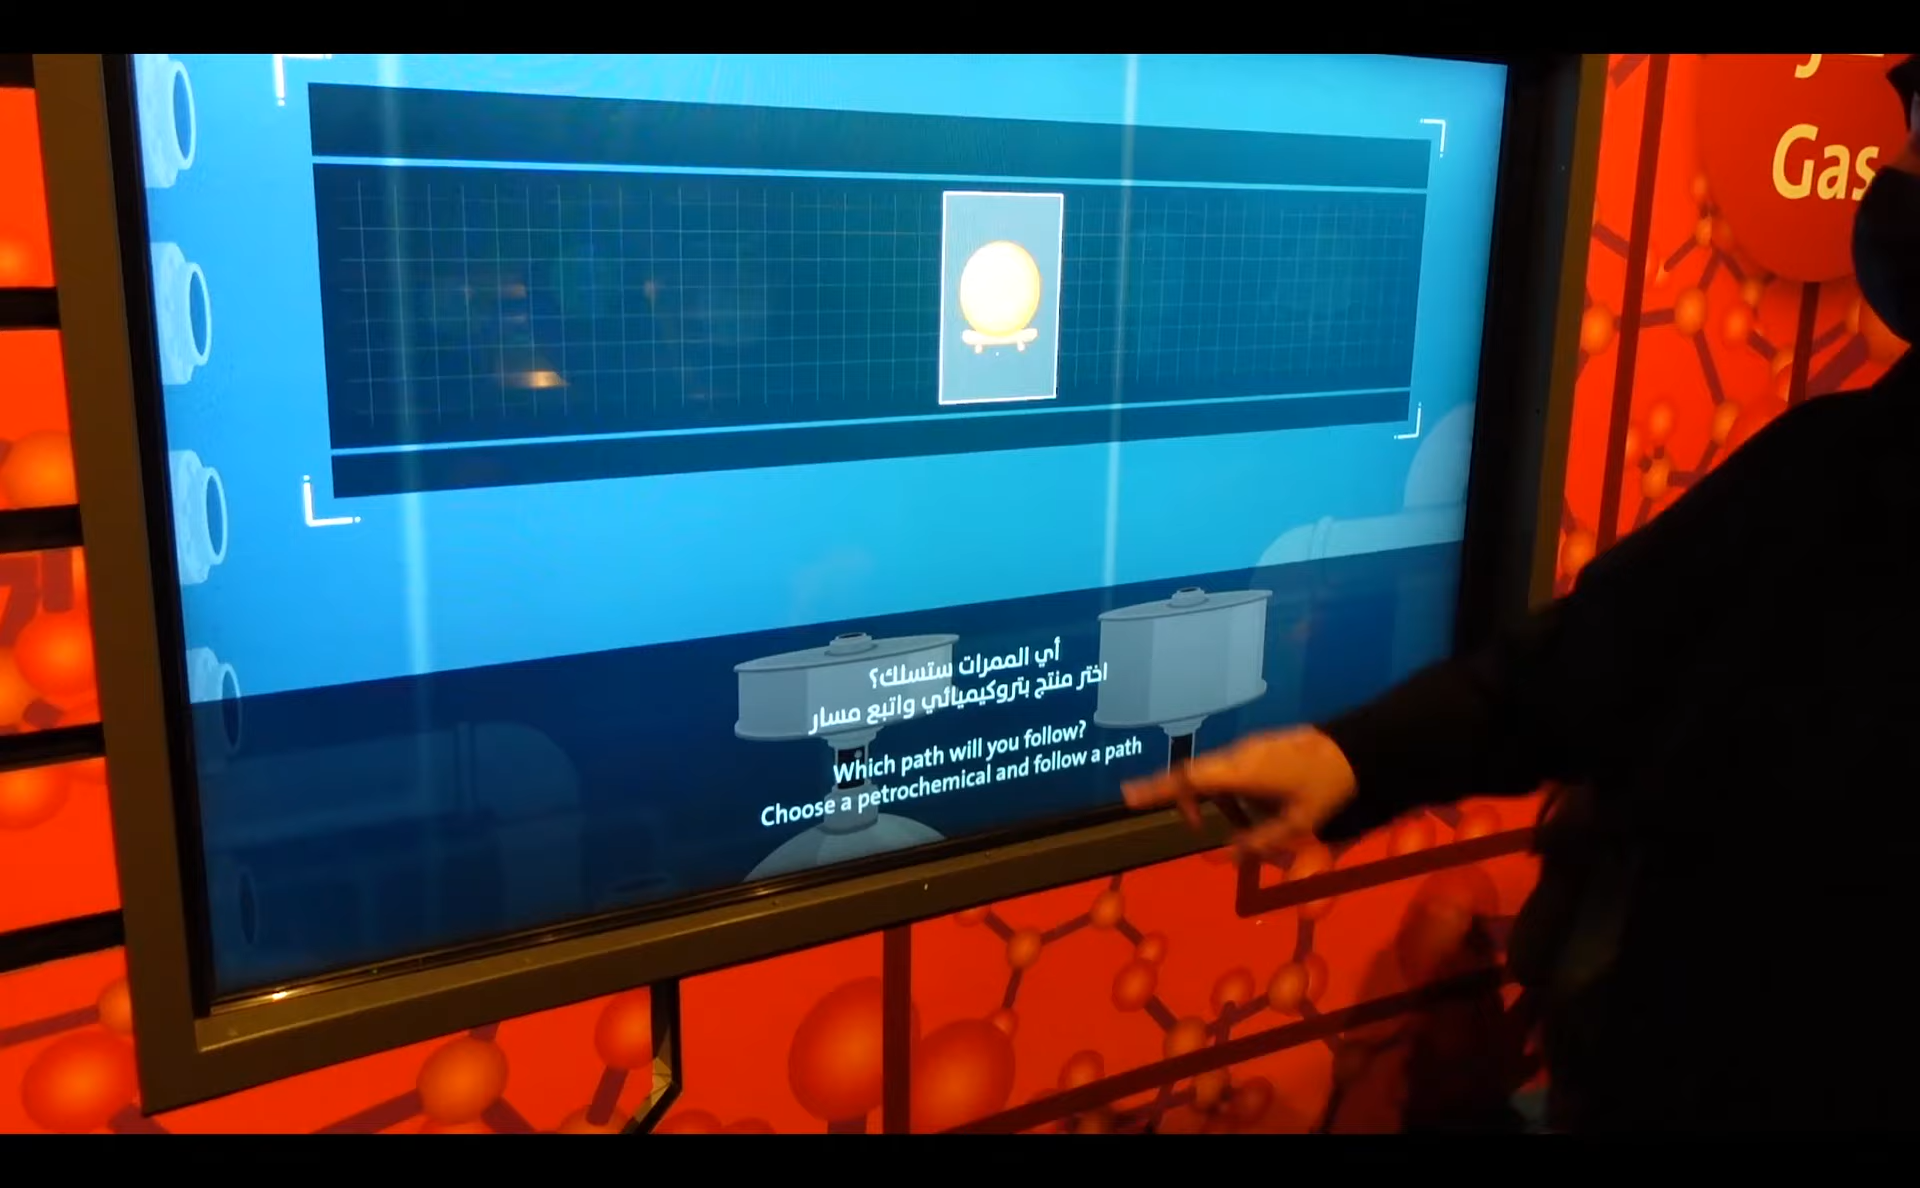 Gas
أي الممرات ستسلك؟
اختر منتج بتروكيميائي واتبع مسار
Which path will you follow?
Choose a petrochemical and follow a path